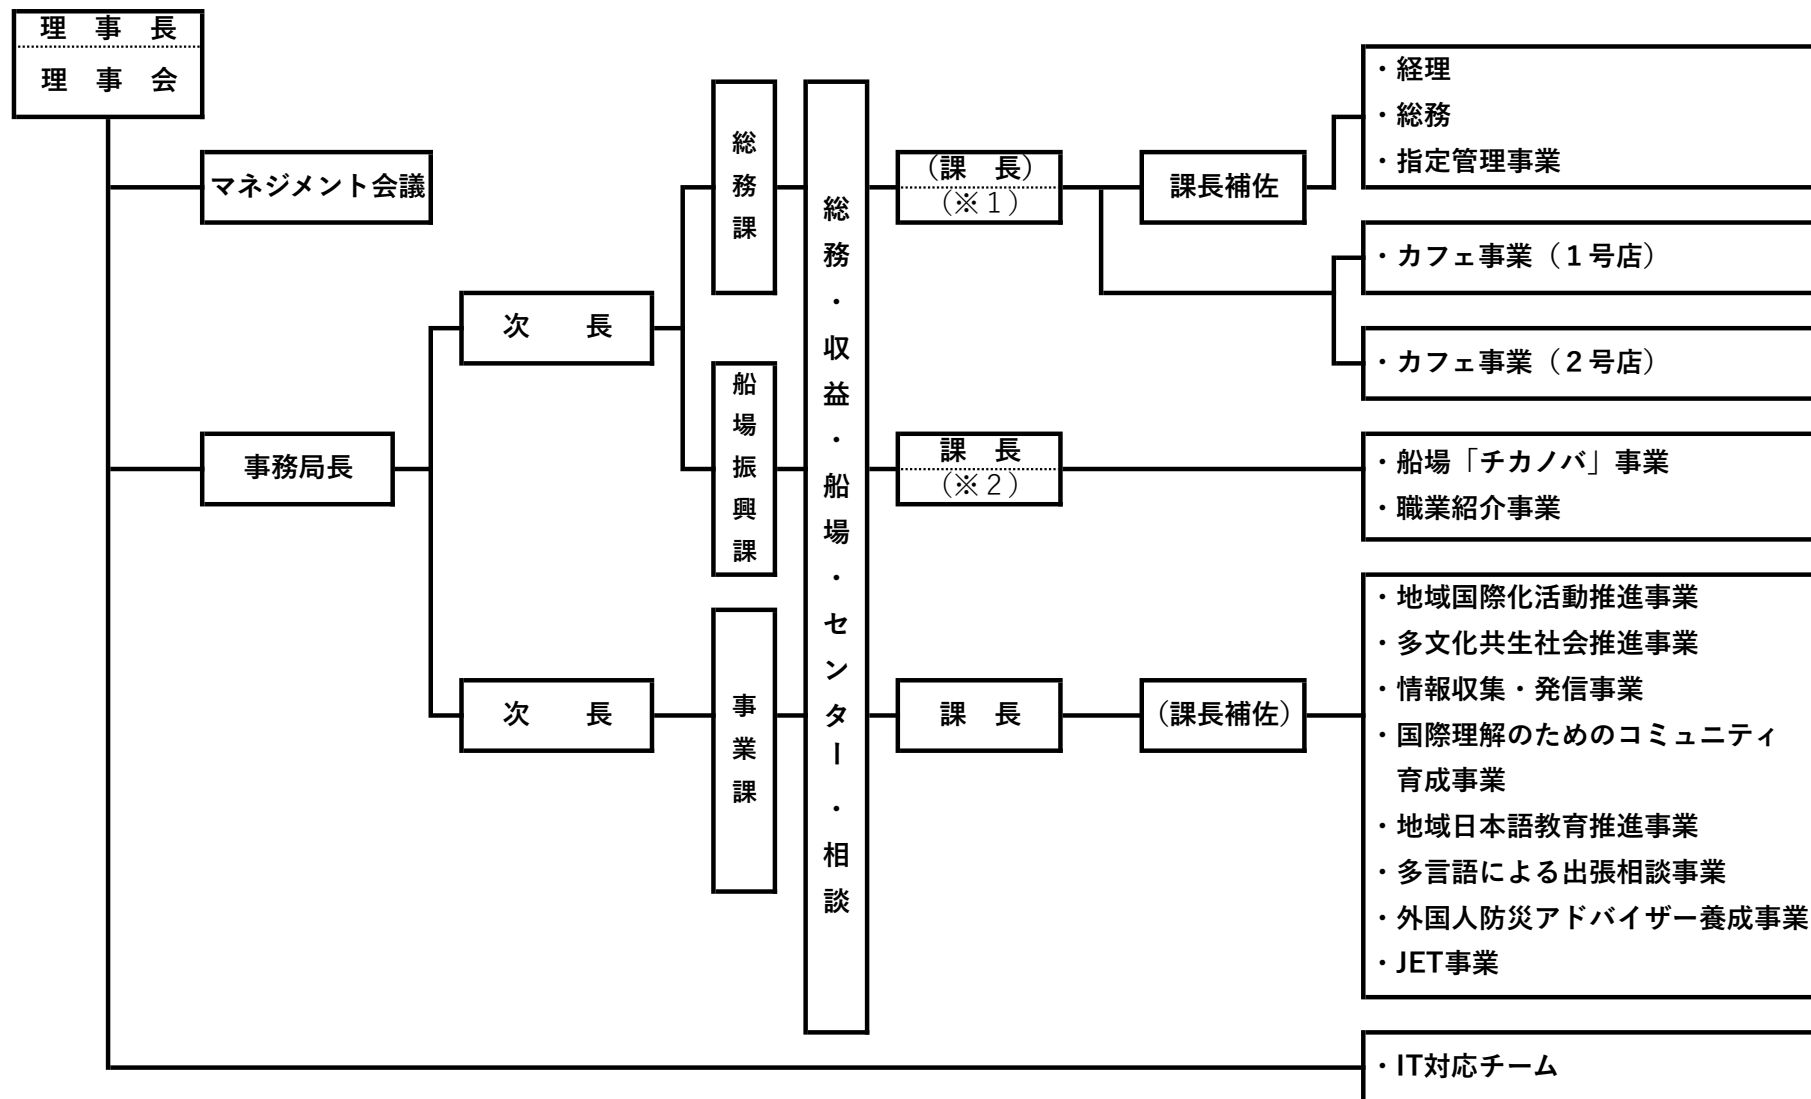 理事長
理事会
マネジメント会議
事務局長
次長
次長
総務課
船場振興課
事業課
総務・収益・船場・センター・相談
（課長）
（※１）
課長
（※２）
課長
課長補佐
（課長補佐）
・経理
・総務
・指定管理事業
・カフェ事業（１号店）
・カフェ事業（２号店）
・船場「チカノバ」事業
・職業紹介事業
・地域国際化活動推進事業
・多文化共生社会推進事業
・情報収集・発信事業
・国際理解のためのコミュニティ
育成事業
・地域日本語教育推進事業
・多言語による出張相談事業
・外国人防災アドバイザー養成事業
・JET事業
・IT対応チーム